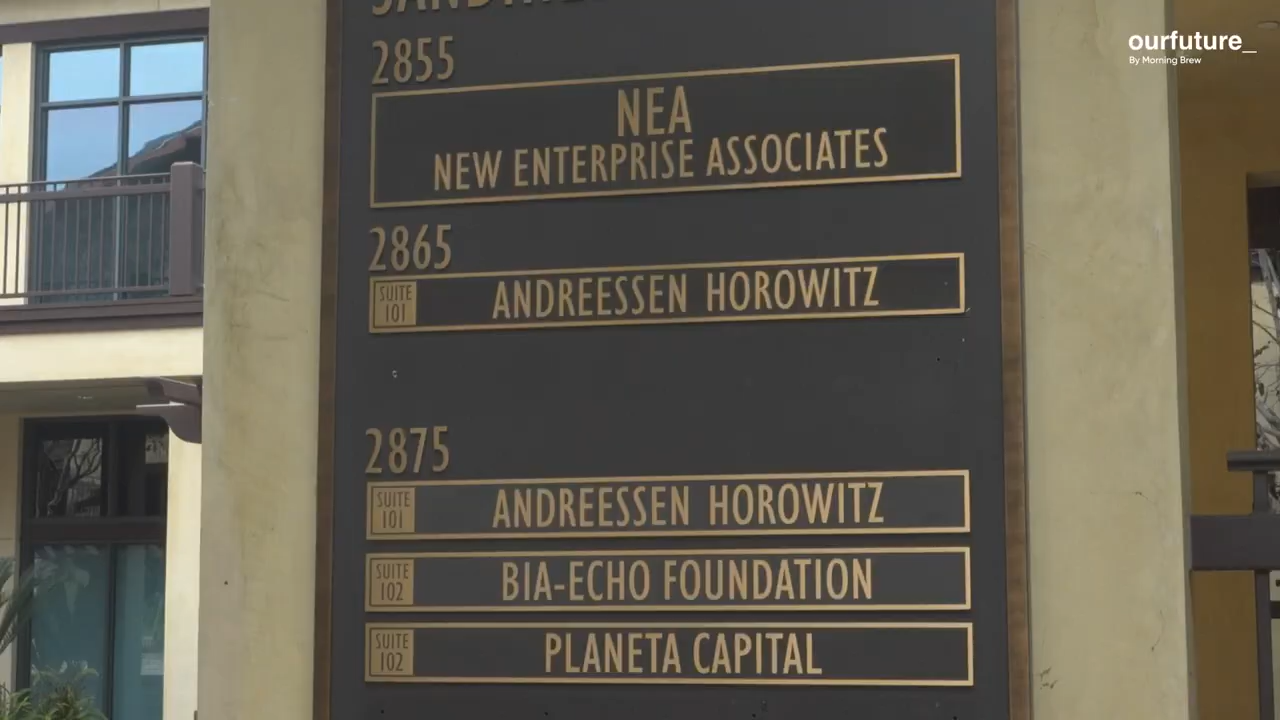 ourfuture_
By Morning Brew
2855
NEA
NEW ENTERPRISE ASSOCIATES
2865
SUITE
101
ANDREESSEN HOROWITZ
2875
SUITE
101
ANDREESSEN HOROWITZ
SUITE
102
BIA-ECHO FOUNDATION
SUITE
102
PLANETA CAPITAL